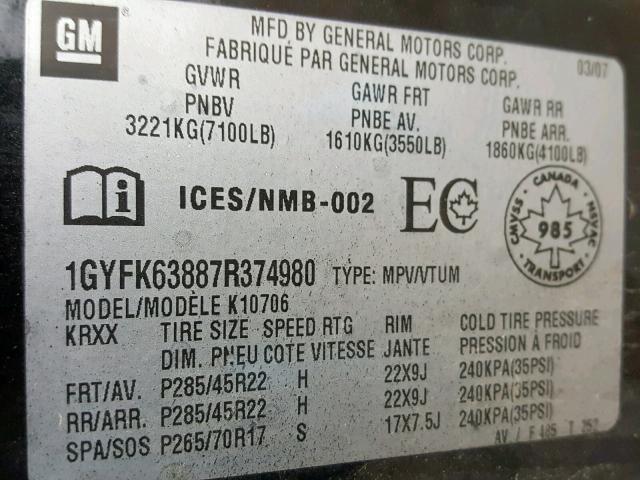 GM
MFD BY GENERAL MOTORS CORP.
FABRIQUÉ PAR GENERAL MOTORS CORP.
03/07
GVWR GAWR FRT GAWR RR
PNBV PNBE AV. PNBE ARR.
3221KG(7100LB) 1610KG(3550LB) 1860KG(4100LB)
i ICES/NMB-002 EC
CANADA
CMVSS 985 NSVAC
TRANSPORT
1GYFK63887R374980 TYPE: MPV/VTUM
MODEL/MODÈLE K10706
KRXX TIRE SIZE SPEED RTG RIM COLD TIRE PRESSURE
DIM. PNEU COTE VITESSE JANTE PRESSION À FROID
FRT/AV. P285/45R22 H 22X9J 240KPA(35PSI)
RR/ARR. P285/45R22 H 22X9J 240KPA(35PSI)
SPA/SOS P265/70R17 S 17X7.5J 240KPA(35PSI)
AV / F 485 T 252